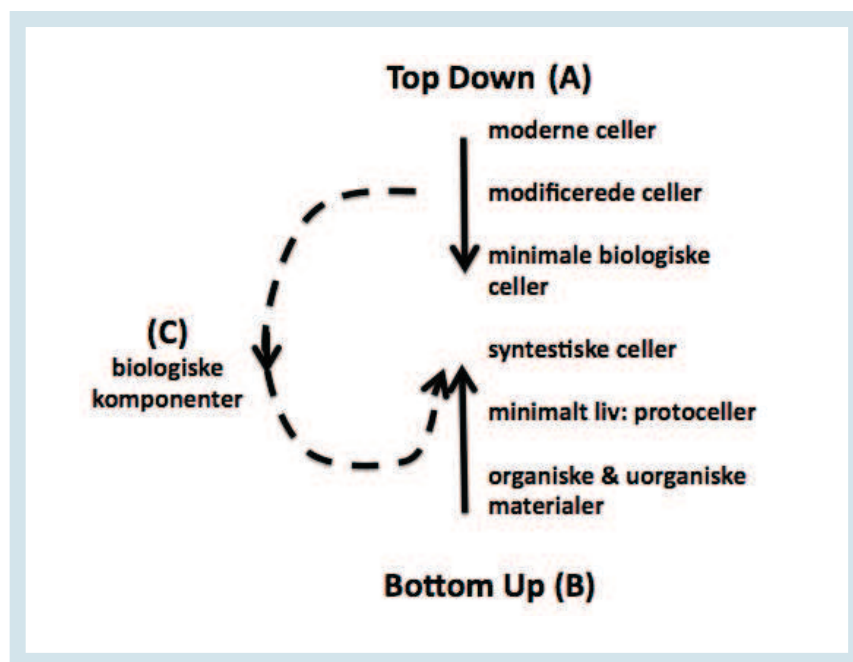 Top Down (A)
moderne celler
modificerede celler
minimale biologiske
celler
(C)
biologiske
komponenter
syntestiske celler
minimalt liv: protoceller
organiske & uorganiske
materialer
Bottom Up (B)